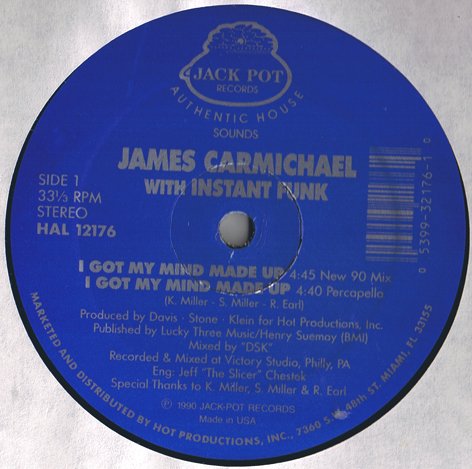 JACK POT
RECORDS
AUTHENTIC HOUSE
SOUNDS
JAMES CARMICHAEL
WITH INSTANT FUNK
SIDE 1
33⅓ RPM
STEREO
HAL 12176
0 5399-32176-1 0
I GOT MY MIND MADE UP 4:45 New 90 Mix
I GOT MY MIND MADE UP 4:40 Percapella
(K. Miller - S. Miller - R. Earl)
Produced by Davis · Stone · Klein for Hot Productions, Inc.
Published by Lucky Three Music/Henry Suemay (BMI)
Mixed by "DSK"
Recorded & Mixed at Victory Studio, Philly, PA
Eng: Jeff "The Slicer" Chestek
Special Thanks to K. Miller, S. Miller & R. Earl
℗ 1990 JACK-POT RECORDS
Made in USA
MARKETED AND DISTRIBUTED BY HOT PRODUCTIONS, INC., 7360 S.W. 48th ST. MIAMI, FL 33155